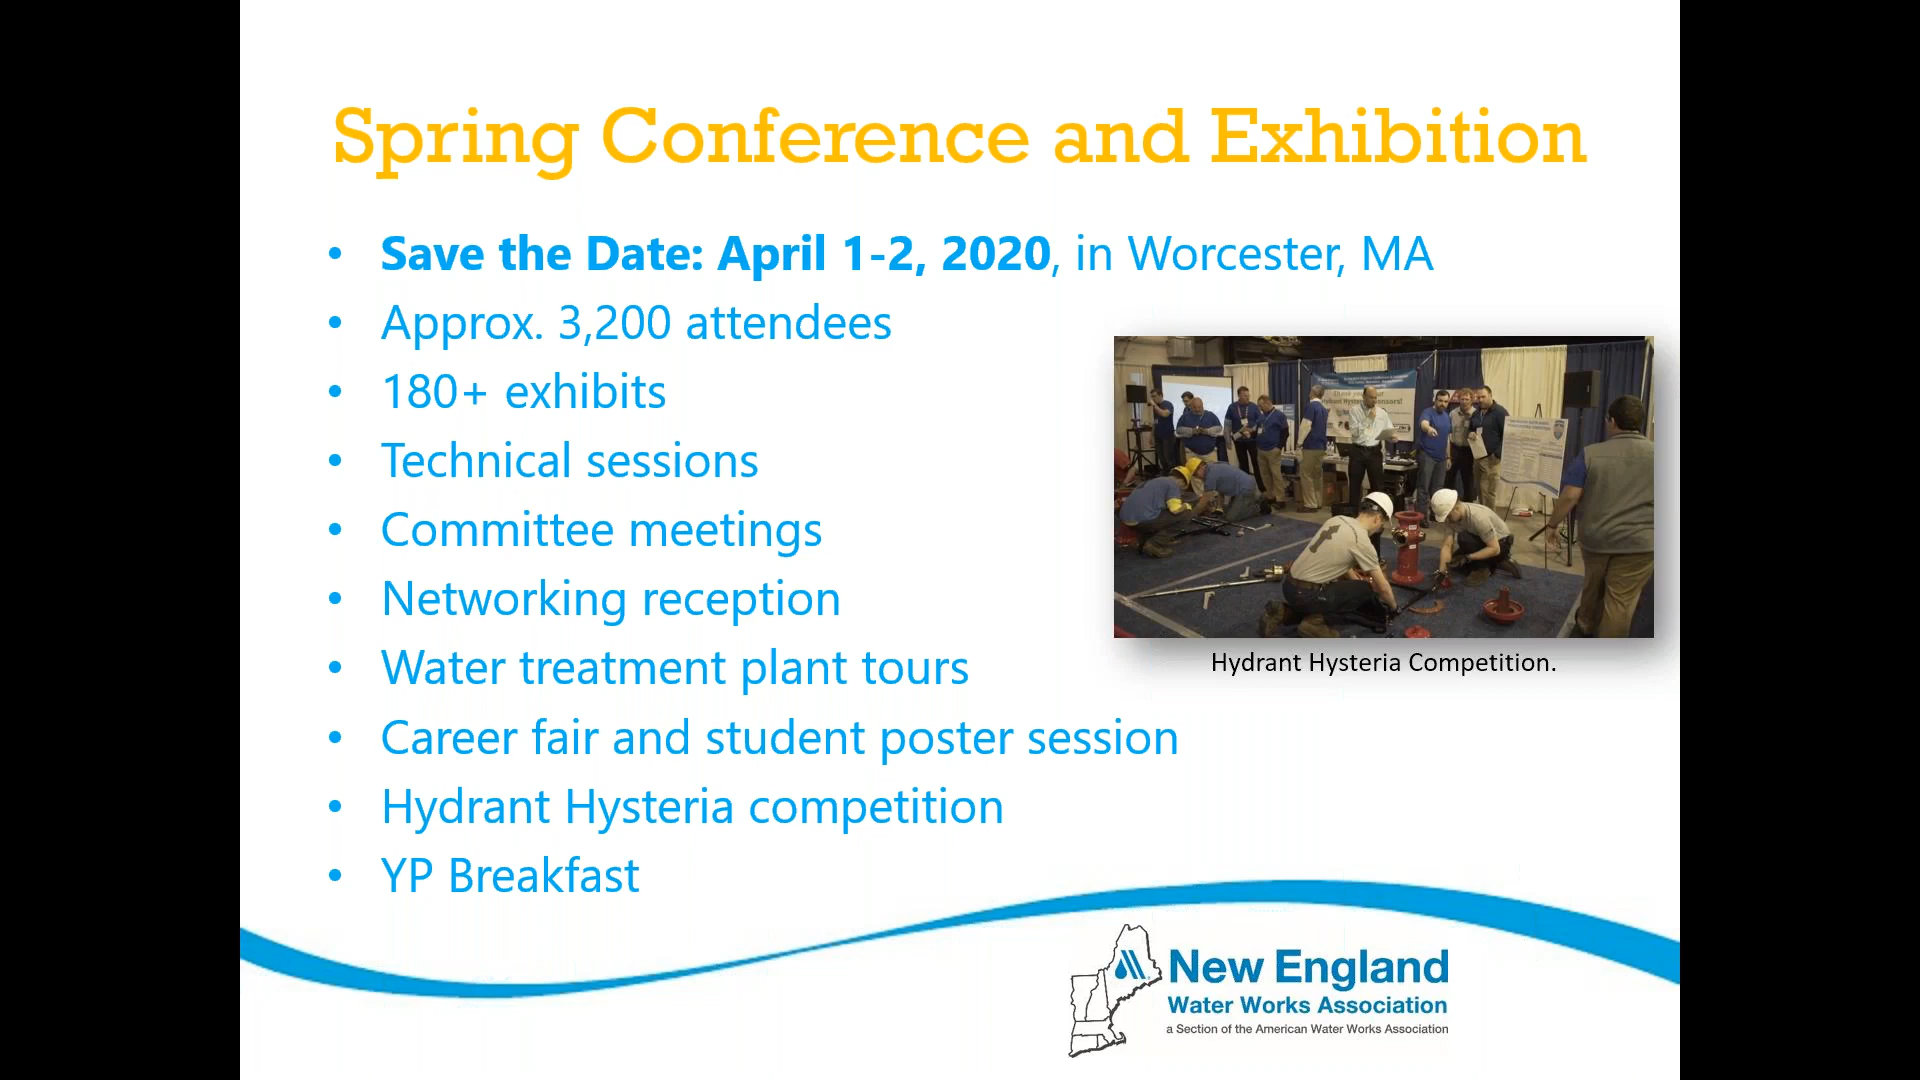 Spring Conference and Exhibition
• Save the Date: April 1-2, 2020, in Worcester, MA
• Approx. 3,200 attendees
• 180+ exhibits
• Technical sessions
• Committee meetings
• Networking reception
• Water treatment plant tours
• Career fair and student poster session
• Hydrant Hysteria competition
• YP Breakfast
Hydrant Hysteria Competition.
New England
Water Works Association
a Section of the American Water Works Association